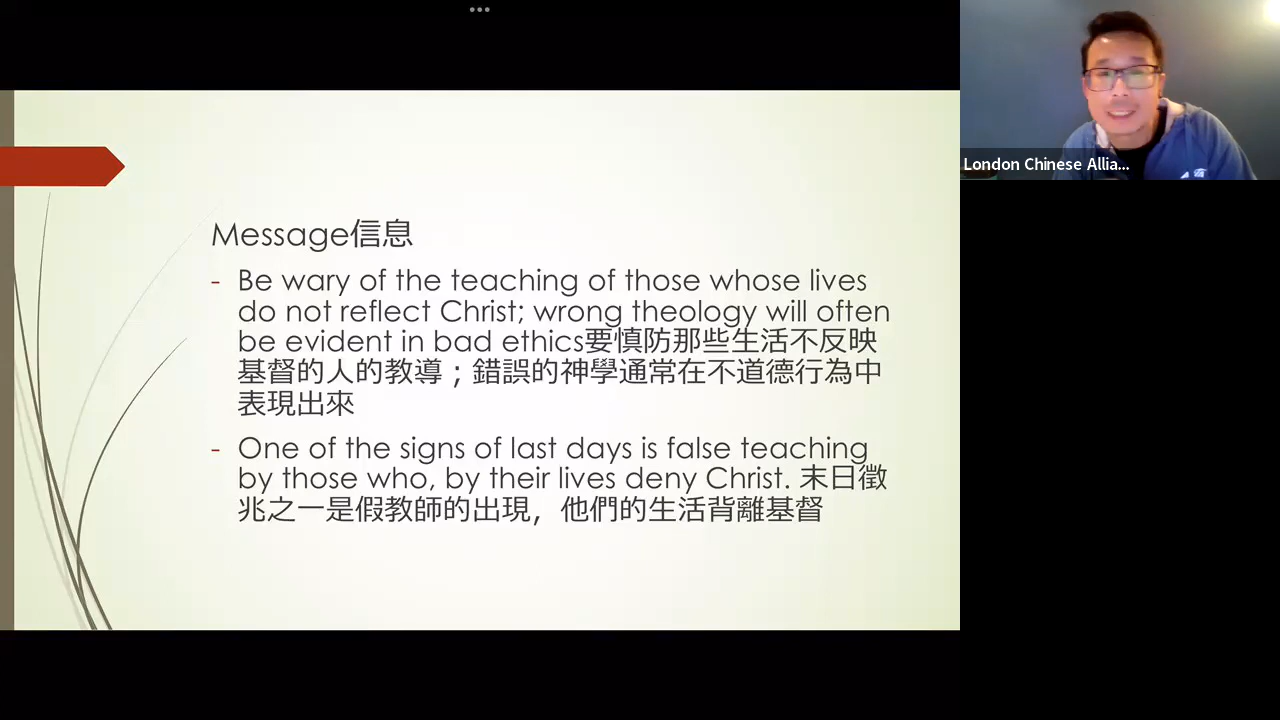 Message信息
- Be wary of the teaching of those whose lives
do not reflect Christ; wrong theology will often
be evident in bad ethics要慎防那些生活不反映
基督的人的教導；錯誤的神學通常在不道德行為中
表現出來
- One of the signs of last days is false teaching
by those who, by their lives deny Christ. 末日徵
兆之一是假教師的出現，他們的生活背離基督
London Chinese Allia...